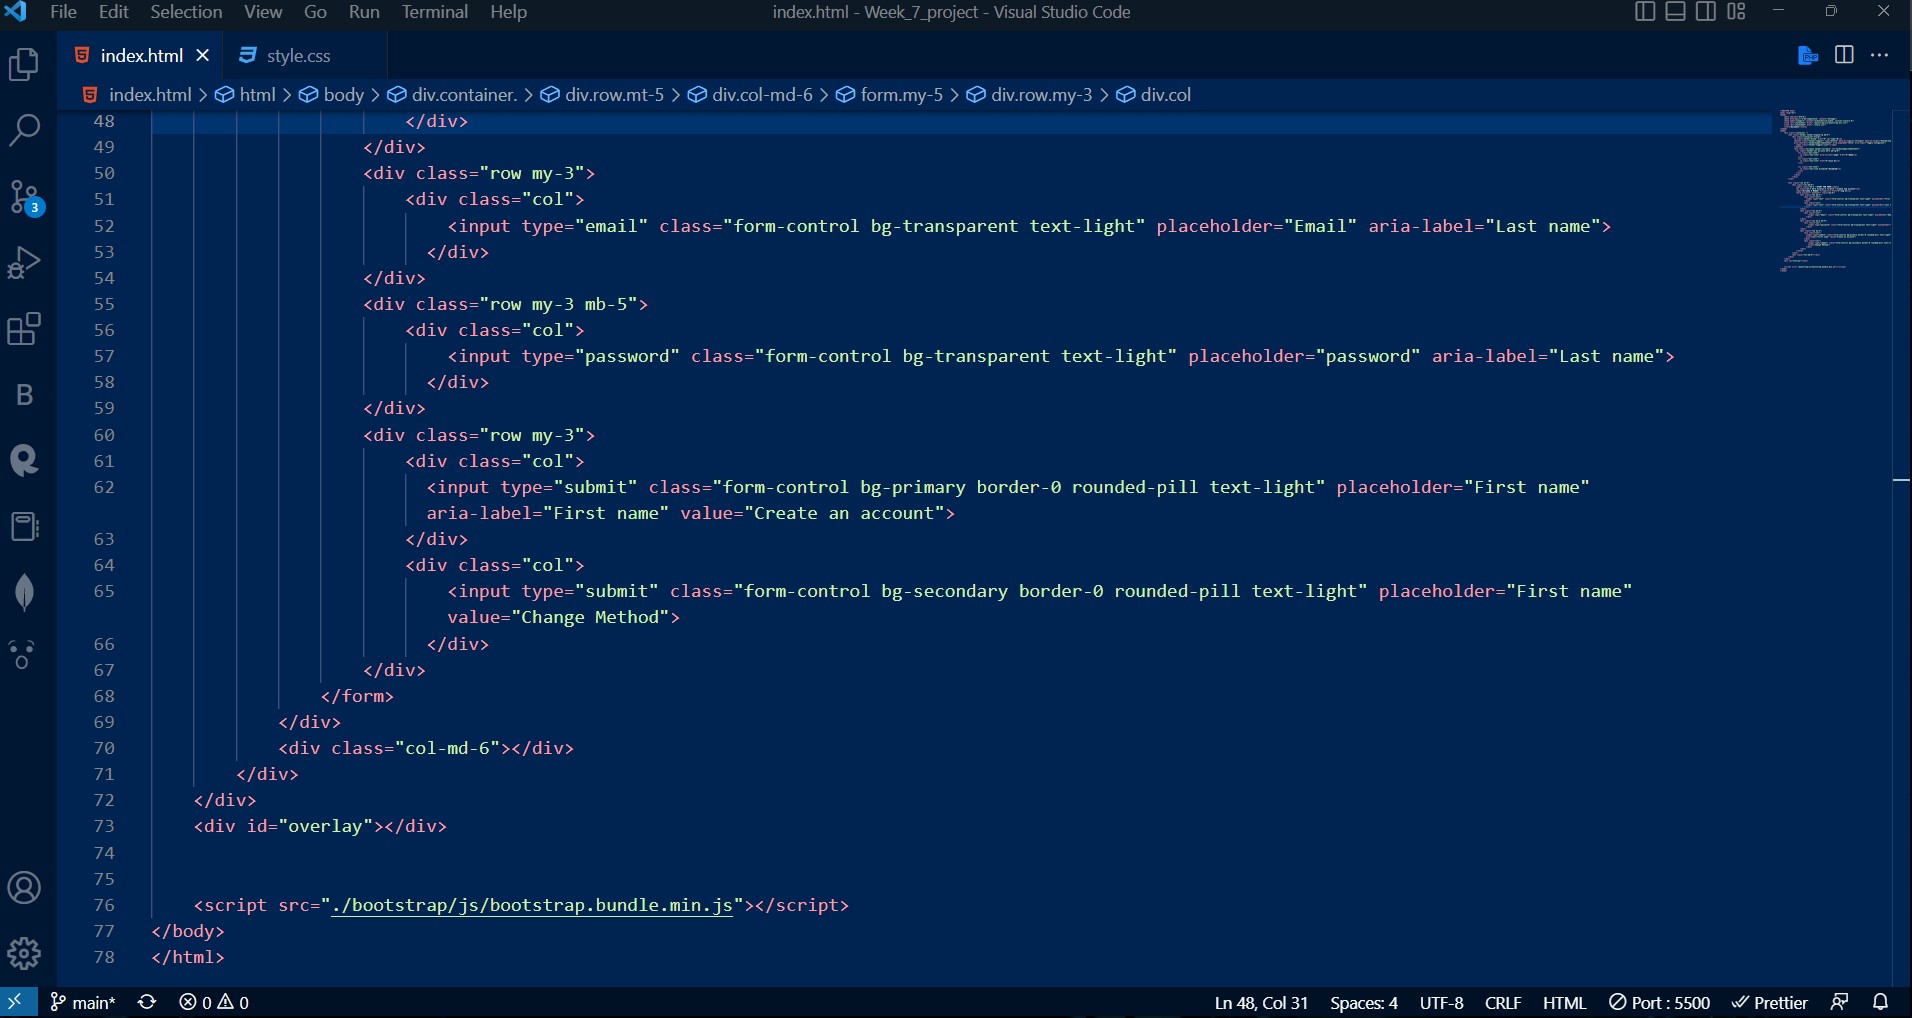 File Edit Selection View Go Run Terminal Help index.html - Week_7_project - Visual Studio Code
index.html style.css
index.html > html > body > div.container. > div.row.mt-5 > div.col-md-6 > form.my-5 > div.row.my-3 > div.col
48 </div>
49 </div>
50 <div class="row my-3">
51 <div class="col">
52 <input type="email" class="form-control bg-transparent text-light" placeholder="Email" aria-label="Last name">
53 </div>
54 </div>
55 <div class="row my-3 mb-5">
56 <div class="col">
57 <input type="password" class="form-control bg-transparent text-light" placeholder="password" aria-label="Last name">
58 </div>
59 </div>
60 <div class="row my-3">
61 <div class="col">
62 <input type="submit" class="form-control bg-primary border-0 rounded-pill text-light" placeholder="First name"
aria-label="First name" value="Create an account">
63 </div>
64 <div class="col">
65 <input type="submit" class="form-control bg-secondary border-0 rounded-pill text-light" placeholder="First name"
value="Change Method">
66 </div>
67 </div>
68 </form>
69 </div>
70 <div class="col-md-6"></div>
71 </div>
72 </div>
73 <div id="overlay"></div>
74
75
76 <script src="./bootstrap/js/bootstrap.bundle.min.js"></script>
77 </body>
78 </html>
3
B
main* 0 0 Ln 48, Col 31 Spaces: 4 UTF-8 CRLF HTML Port : 5500 Prettier